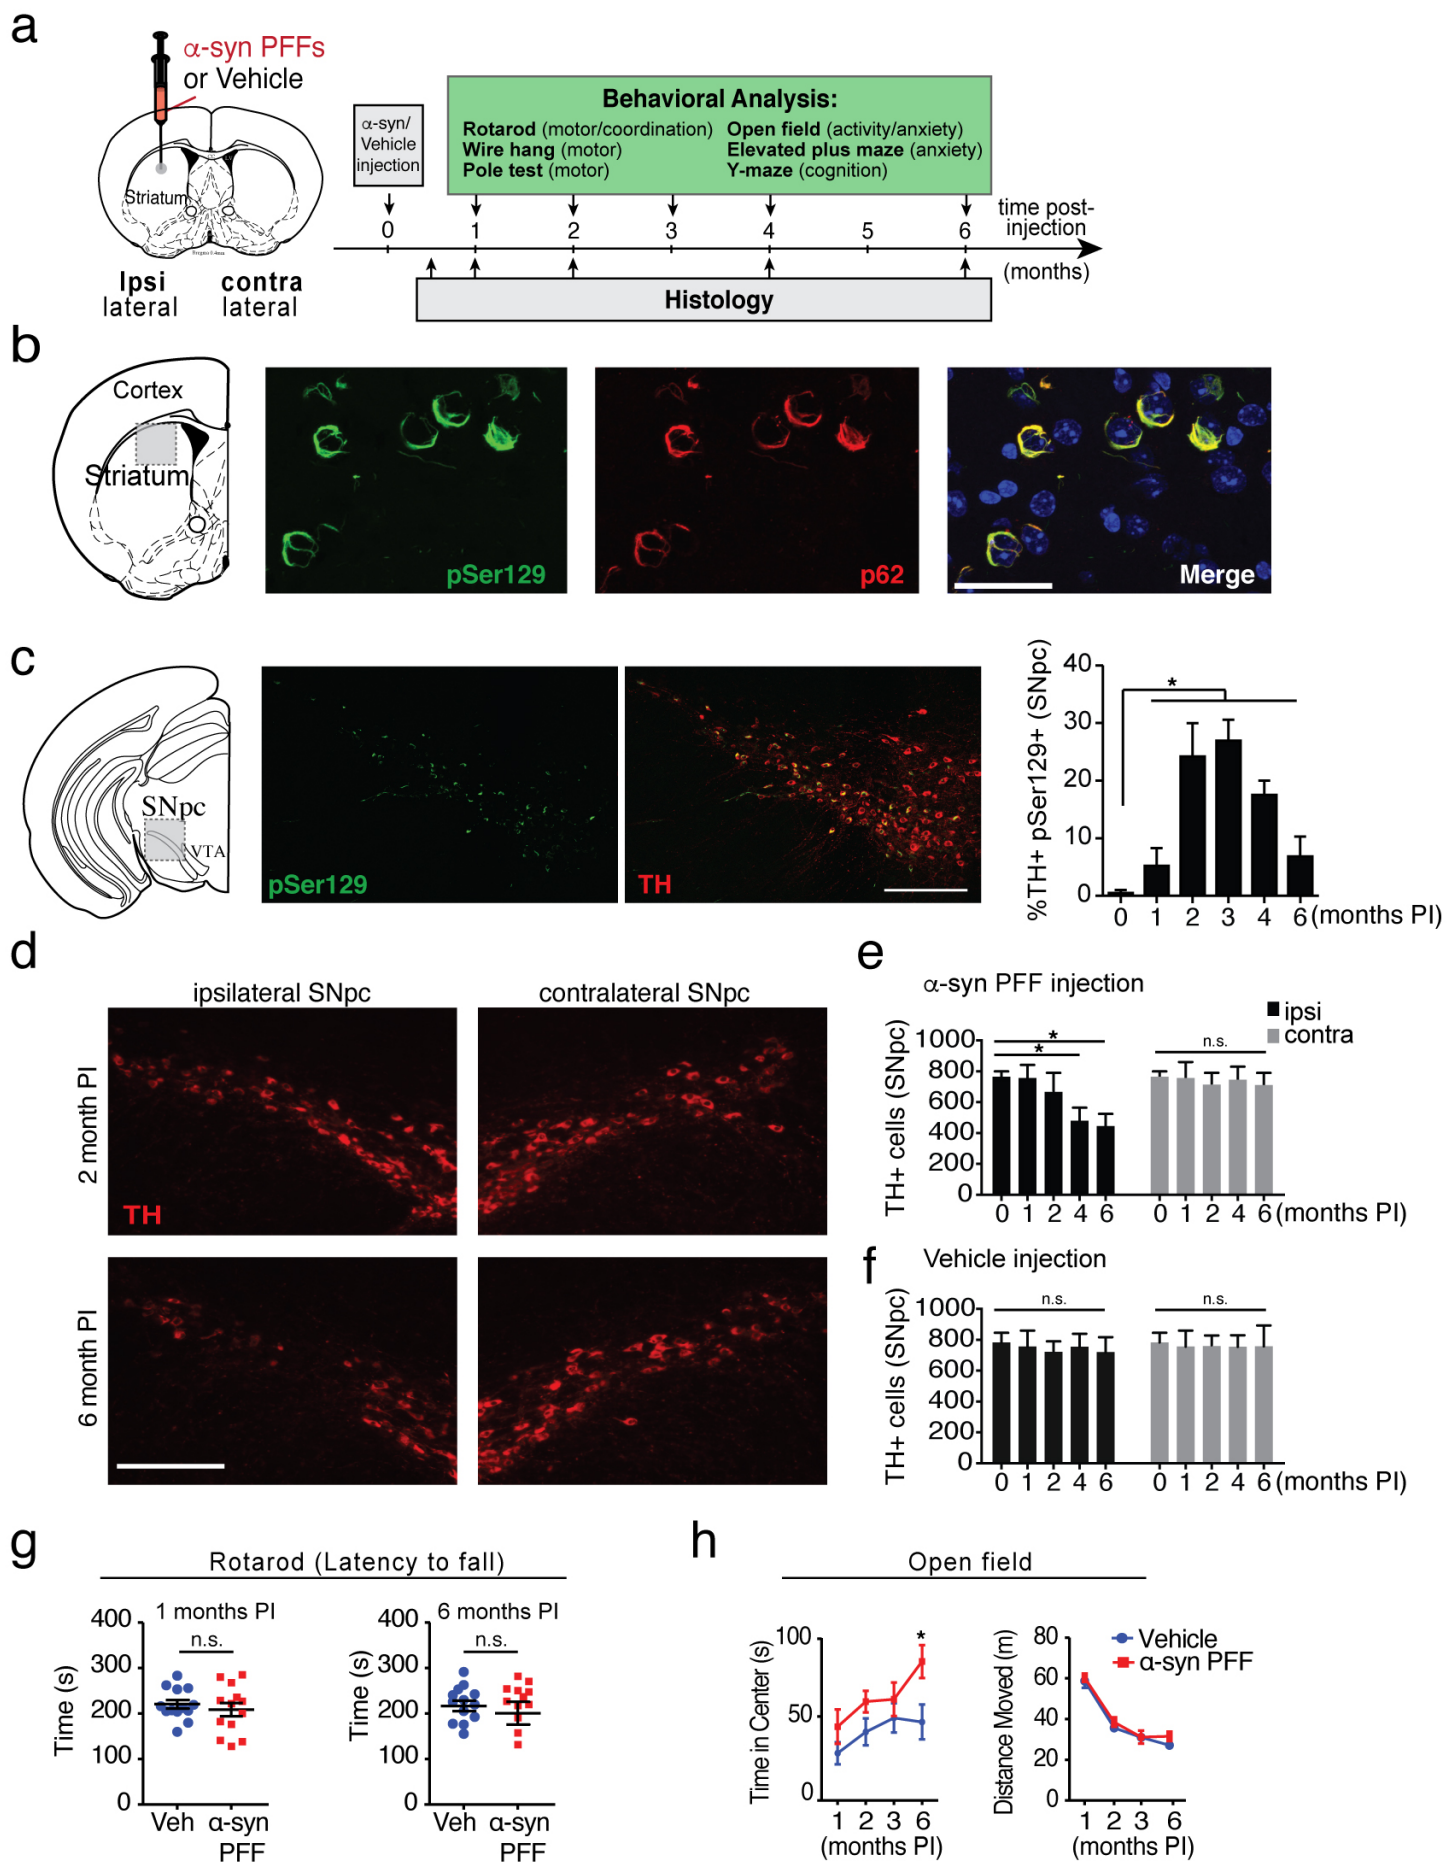 a
α-syn PFFs
or Vehicle
Striatum
Ipsi
lateral
contra
lateral
α-syn/
Vehicle
injection
Behavioral Analysis:
Rotarod (motor/coordination)
Wire hang (motor)
Pole test (motor)
Open field (activity/anxiety)
Elevated plus maze (anxiety)
Y-maze (cognition)
0 1 2 3 4 5 6
time post-
injection
(months)
Histology
b
Cortex
Striatum
pSer129
p62
Merge
c
SNpc
VTA
pSer129
TH
%TH+ pSer129+ (SNpc)
40
30
20
10
0
*
0 1 2 3 4 6 (months PI)
d
ipsilateral SNpc
contralateral SNpc
2 month PI
TH
6 month PI
e
α-syn PFF injection
ipsi
contra
TH+ cells (SNpc)
1000
800
600
400
200
0
*
*
n.s.
0 1 2 4 6 0 1 2 4 6 (months PI)
f
Vehicle injection
TH+ cells (SNpc)
1000
800
600
400
200
0
n.s.
n.s.
0 1 2 4 6 0 1 2 4 6 (months PI)
g
Rotarod (Latency to fall)
1 months PI
n.s.
Time (s)
400
300
200
100
0
Veh α-syn
PFF
6 months PI
n.s.
Time (s)
400
300
200
100
0
Veh α-syn
PFF
h
Open field
Time in Center (s)
100
50
0
*
1 2 3 6
(months PI)
Distance Moved (m)
80
60
40
20
0
Vehicle
α-syn PFF
1 2 3 6
(months PI)